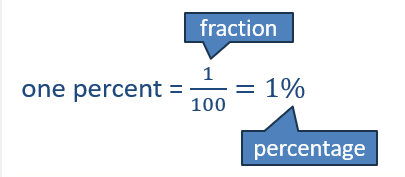 fraction
one percent = 1/100 = 1%
percentage